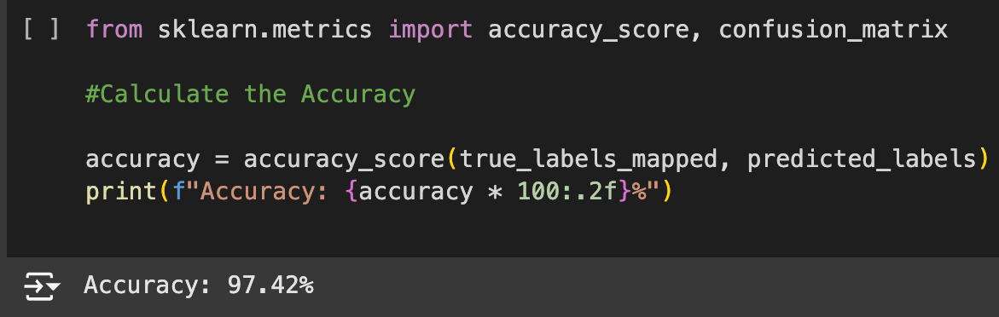 [ ] from sklearn.metrics import accuracy_score, confusion_matrix
#Calculate the Accuracy
accuracy = accuracy_score(true_labels_mapped, predicted_labels)
print(f"Accuracy: {accuracy * 100:.2f}%")
Accuracy: 97.42%